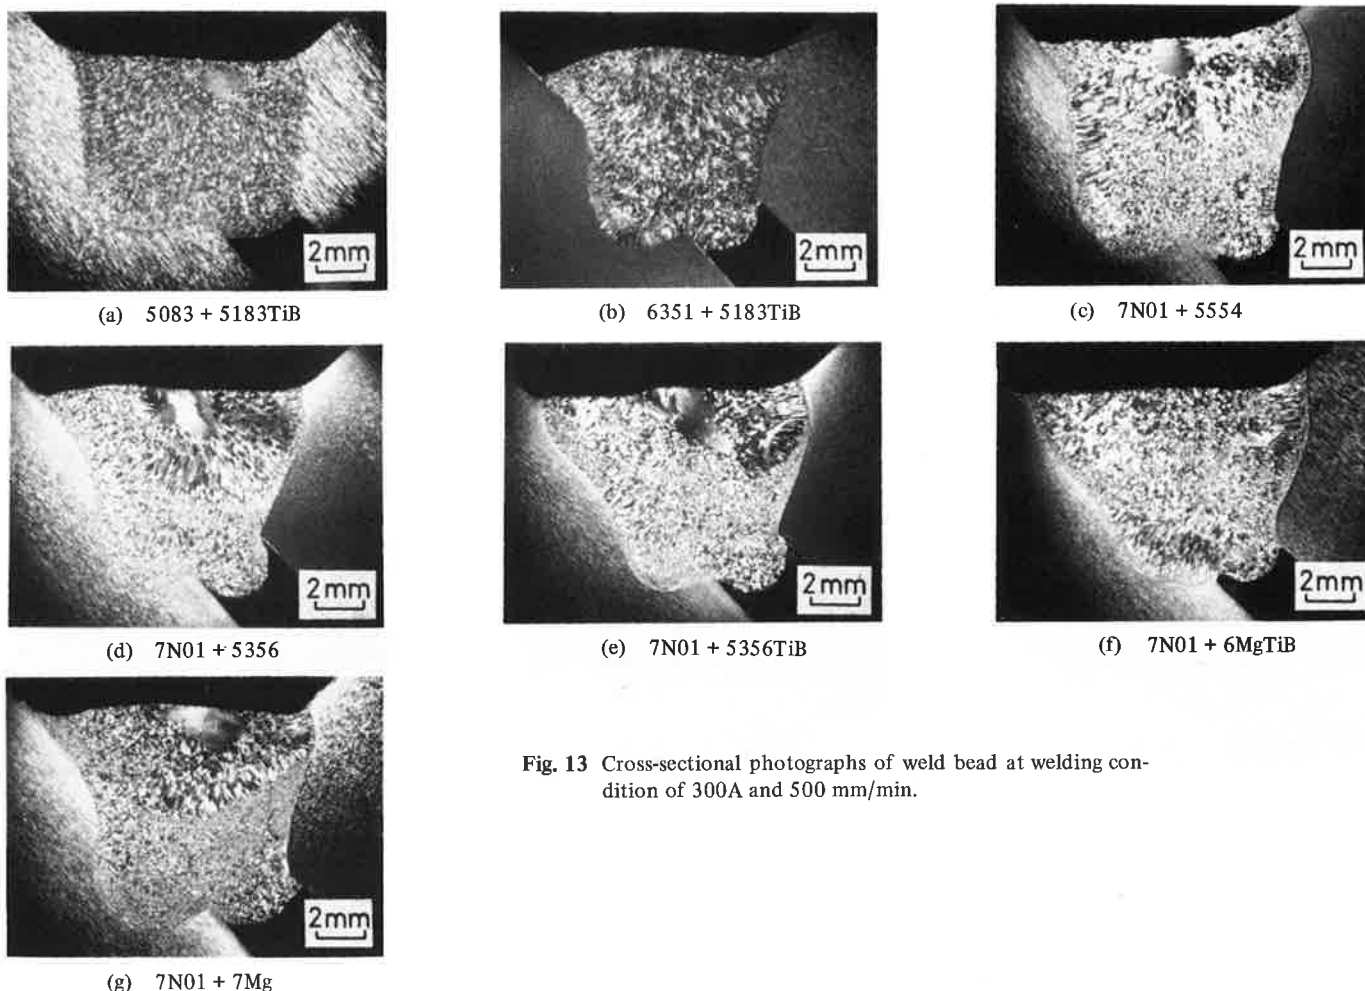 2mm 2mm 2mm
(a) 5083 + 5183TiB (b) 6351 + 5183TiB (c) 7N01 + 5554
2mm 2mm 2mm
(d) 7N01 + 5356 (e) 7N01 + 5356TiB (f) 7N01 + 6MgTiB
2mm
(g) 7N01 + 7Mg
Fig. 13 Cross-sectional photographs of weld bead at welding con-
dition of 300A and 500 mm/min.